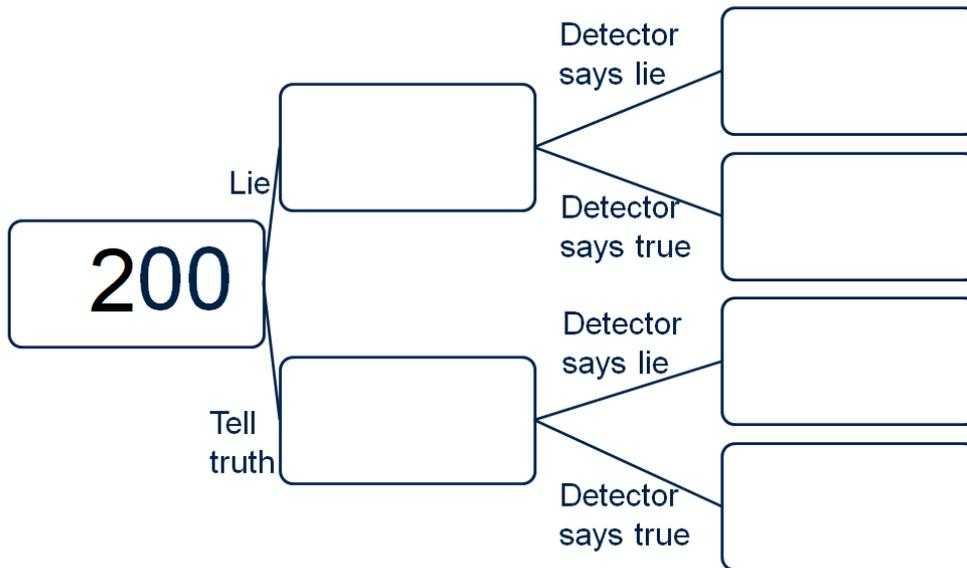 Detector
says lie
Lie
Detector
says true
200
Detector
says lie
Tell
truth
Detector
says true